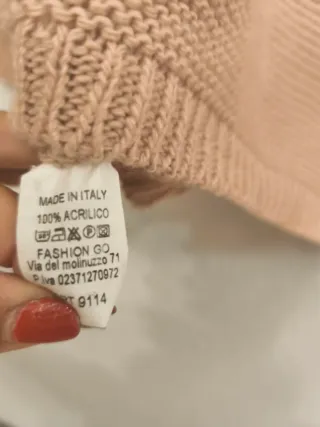 MADE IN ITALY
100% ACRILICO
FASHION GO
Via del molinuzzo 71
P.iva 02371270972
9114